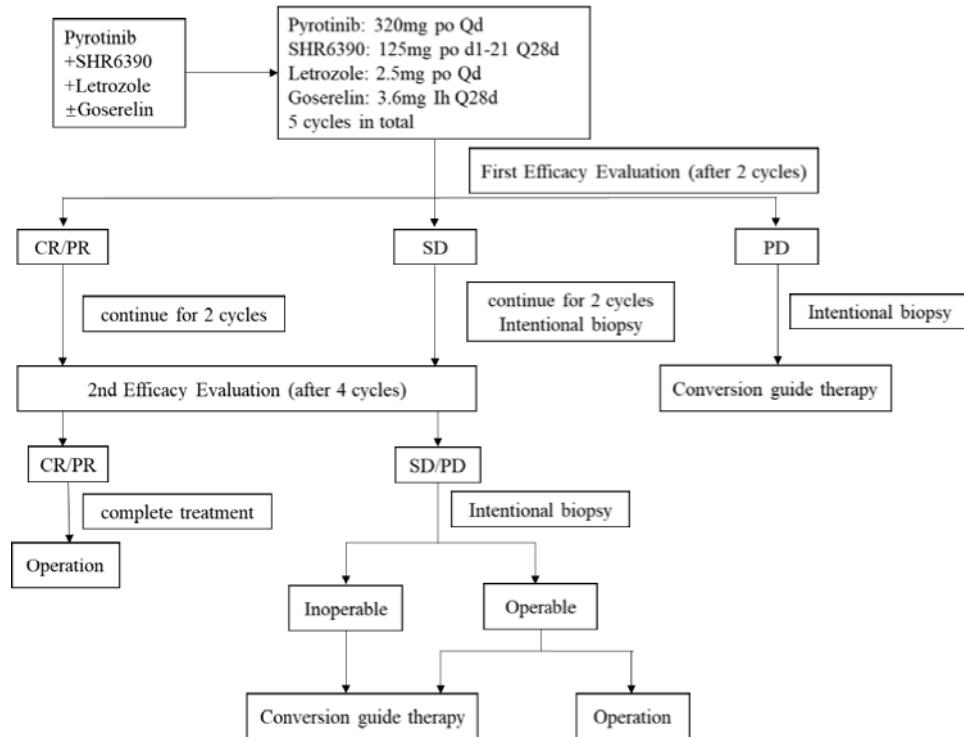 Pyrotinib
+SHR6390
+Letrozole
±Goserelin
Pyrotinib: 320mg po Qd
SHR6390: 125mg po d1-21 Q28d
Letrozole: 2.5mg po Qd
Goserelin: 3.6mg Ih Q28d
5 cycles in total
First Efficacy Evaluation (after 2 cycles)
CR/PR
SD
PD
continue for 2 cycles
continue for 2 cycles
Intentional biopsy
Intentional biopsy
2nd Efficacy Evaluation (after 4 cycles)
Conversion guide therapy
CR/PR
SD/PD
complete treatment
Intentional biopsy
Operation
Inoperable
Operable
Conversion guide therapy
Operation